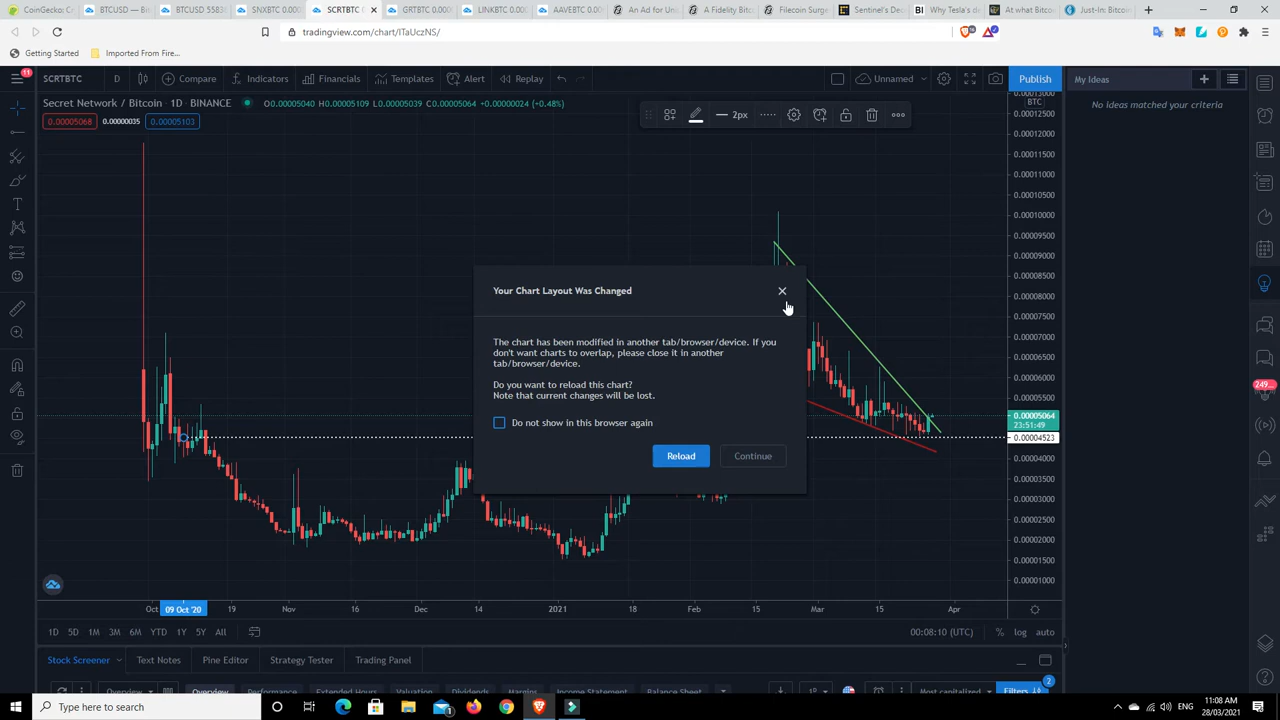 CoinGecko: C
BTCUSD — Bi
BTCUSD 5583
SNXBTC 0.000
SCRTBTC 0.00
GRTBTC 0.000
LINKBTC 0.00
AAVEBTC 0.00
An Ad for Un
A Fidelity Bi
Filecoin Surge
Sentinel's De
Why Tesla's d
At what Bitco
Just-In: Bitcoi
tradingview.com/chart/ITaUczNS/
Getting Started
Imported From Fire...
11
SCRTBTC
D
Compare
Indicators
Financials
Templates
Alert
Replay
Unnamed
Publish
My Ideas
Secret Network / Bitcoin · 1D · BINANCE
O0.00005040 H0.00005109 L0.00005039 C0.00005064 +0.00000024 (+0.48%)
0.00005068
0.00000035
0.00005103
2px
BTC
No ideas matched your criteria
0.00013000
0.00012500
0.00012000
0.00011500
0.00011000
0.00010500
0.00010000
0.00009500
0.00009000
0.00008500
0.00008000
0.00007500
0.00007000
0.00006500
0.00006000
0.00005500
0.00005064
23:51:49
0.00004523
0.00004000
0.00003500
0.00003000
0.00002500
0.00002000
0.00001500
0.00001000
Your Chart Layout Was Changed
The chart has been modified in another tab/browser/device. If you
don't want charts to overlap, please close it in another
tab/browser/device.
Do you want to reload this chart?
Note that current changes will be lost.
Do not show in this browser again
Reload
Continue
249
Oct
09 Oct '20
19
Nov
16
Dec
14
2021
18
Feb
15
Mar
15
Apr
1D 5D 1M 3M 6M YTD 1Y 5Y All
00:08:10 (UTC)
%
log
auto
Stock Screener
Text Notes
Pine Editor
Strategy Tester
Trading Panel
Overview
Overview
Performance
Extended Hours
Valuation
Dividends
Margins
Income Statement
Balance Sheet
1D
Most capitalized
Filters
2
Type here to search
ENG
11:08 AM
28/03/2021